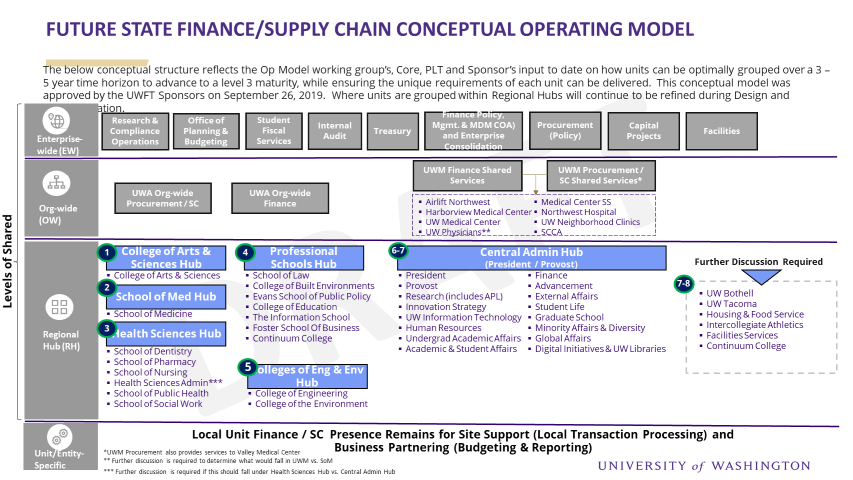 FUTURE STATE FINANCE/SUPPLY CHAIN CONCEPTUAL OPERATING MODEL
The below conceptual structure reflects the Op Model working group's, Core, PLT and Sponsor's input to date on how units can be optimally grouped over a 3 –
5 year time horizon to advance to a level 3 maturity, while ensuring the unique requirements of each unit can be delivered. This conceptual model was
approved by the UWFT Sponsors on September 26, 2019. Where units are grouped within Regional Hubs will continue to be refined during Design and
ation.
Levels of Shared
Enterprise-
wide (EW)
Research &
Compliance
Operations
Office of
Planning &
Budgeting
Student
Fiscal
Services
Internal
Audit
Treasury
Finance Policy,
Mgmt. & MDM COA)
and Enterprise
Consolidation
Procurement
(Policy)
Capital
Projects
Facilities
Org-wide
(OW)
UWA Org-wide
Procurement / SC
UWA Org-wide
Finance
UWM Finance Shared
Services
UWM Procurement /
SC Shared Services*
▪ Airlift Northwest
▪ Harborview Medical Center
▪ UW Medical Center
▪ UW Physicians**
▪ Medical Center SS
▪ Northwest Hospital
▪ UW Neighborhood Clinics
▪ SCCA
Regional
Hub (RH)
1
College of Arts &
Sciences Hub
▪ College of Arts & Sciences
2
School of Med Hub
▪ School of Medicine
3
Health Sciences Hub
▪ School of Dentistry
▪ School of Pharmacy
▪ School of Nursing
▪ Health Sciences Admin***
▪ School of Public Health
▪ School of Social Work
4
Professional
Schools Hub
▪ School of Law
▪ College of Built Environments
▪ Evans School of Public Policy
▪ College of Education
▪ The Information School
▪ Foster School Of Business
▪ Continuum College
5
olleges of Eng & Env
Hub
▪ College of Engineering
▪ College of the Environment
6-7
Central Admin Hub
(President / Provost)
▪ President
▪ Provost
▪ Research (includes APL)
▪ Innovation Strategy
▪ UW Information Technology
▪ Human Resources
▪ Undergrad Academic Affairs
▪ Academic & Student Affairs
▪ Finance
▪ Advancement
▪ External Affairs
▪ Student Life
▪ Graduate School
▪ Minority Affairs & Diversity
▪ Global Affairs
▪ Digital Initiatives & UW Libraries
Further Discussion Required
7-8
▪ UW Bothell
▪ UW Tacoma
▪ Housing & Food Service
▪ Intercollegiate Athletics
▪ Facilities Services
▪ Continuum College
Unit/Entity-
Specific
Local Unit Finance / SC Presence Remains for Site Support (Local Transaction Processing) and
Business Partnering (Budgeting & Reporting)
*UWM Procurement also provides services to Valley Medical Center
** Further discussion is required to determine what would fall in UWM vs. SoM
*** Further discussion is required if this should fall under Health Sciences Hub vs. Central Admin Hub
UNIVERSITY of WASHINGTON
DRAFT